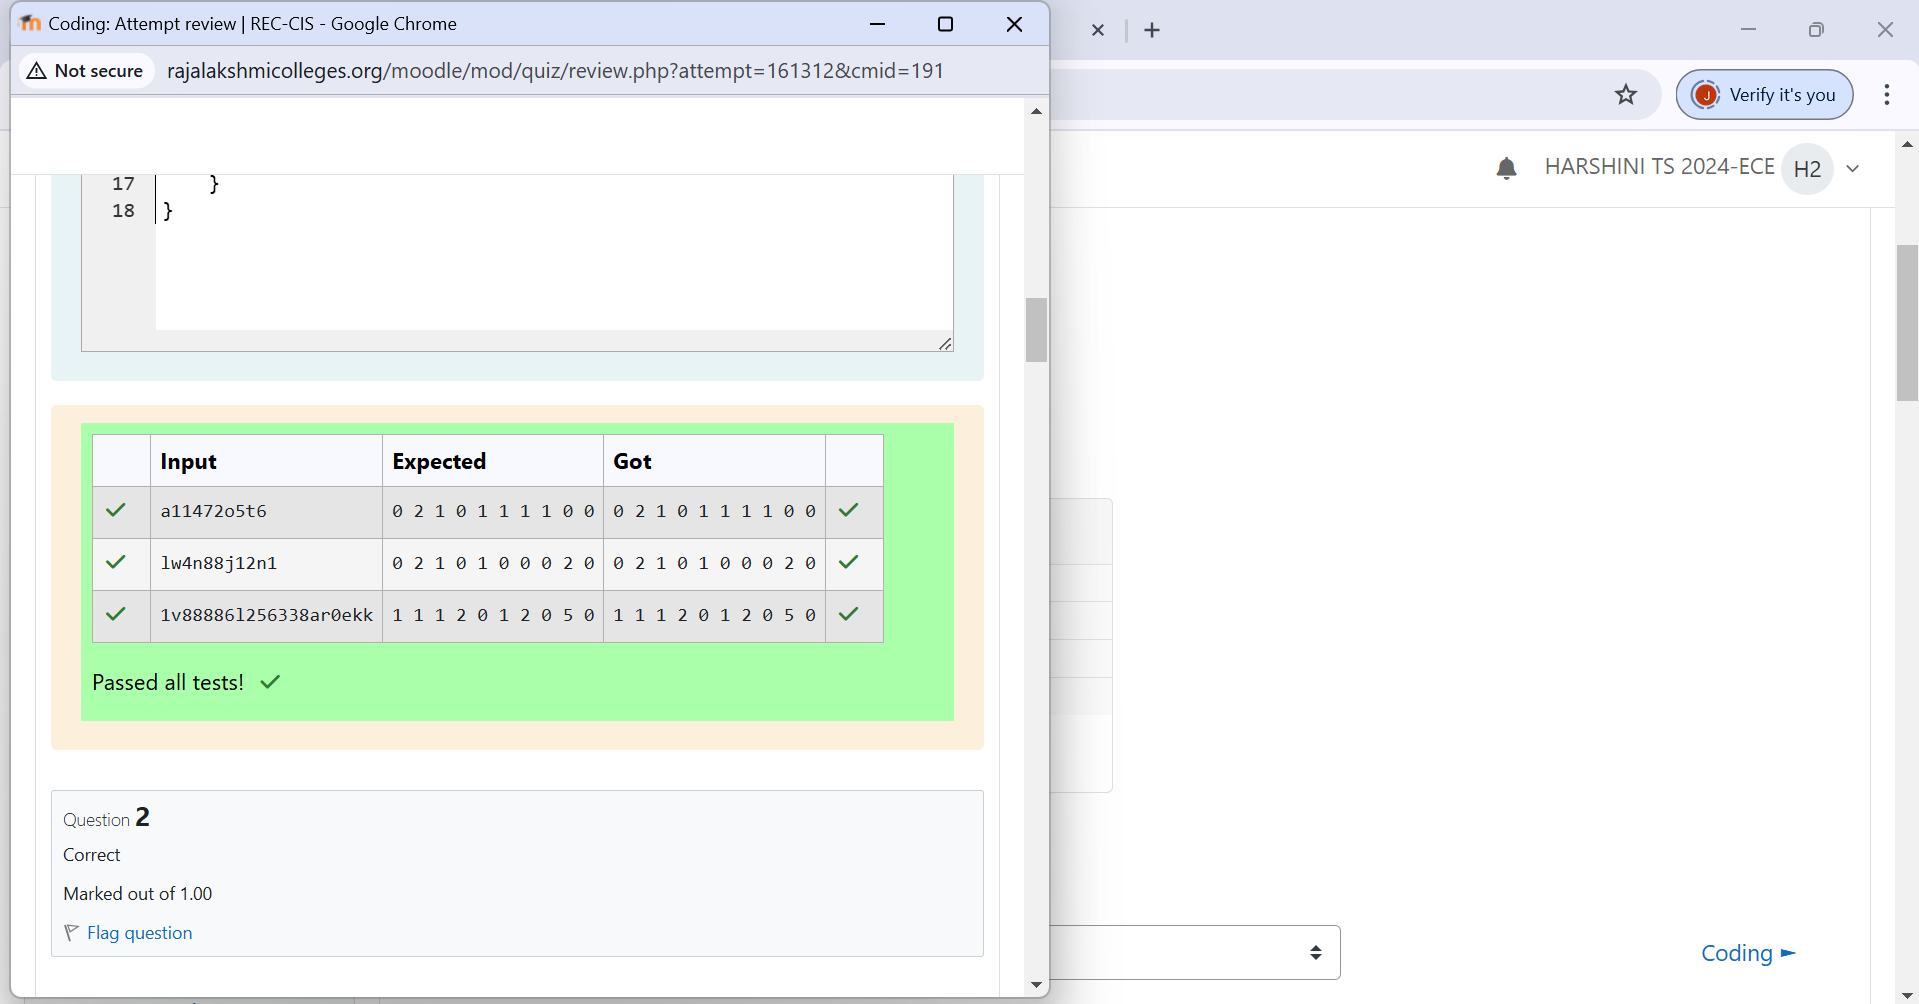 Coding: Attempt review | REC-CIS - Google Chrome
Not secure rajalakshmicolleges.org/moodle/mod/quiz/review.php?attempt=161312&cmid=191
Verify it's you
HARSHINI TS 2024-ECE H2
17 }
18 }
Input Expected Got
a11472o5t6 0 2 1 0 1 1 1 1 0 0 0 2 1 0 1 1 1 1 0 0
lw4n88j12n1 0 2 1 0 1 0 0 0 2 0 0 2 1 0 1 0 0 0 2 0
1v88886l256338ar0ekk 1 1 1 2 0 1 2 0 5 0 1 1 1 2 0 1 2 0 5 0
Passed all tests!
Question 2
Correct
Marked out of 1.00
Flag question
Coding ►